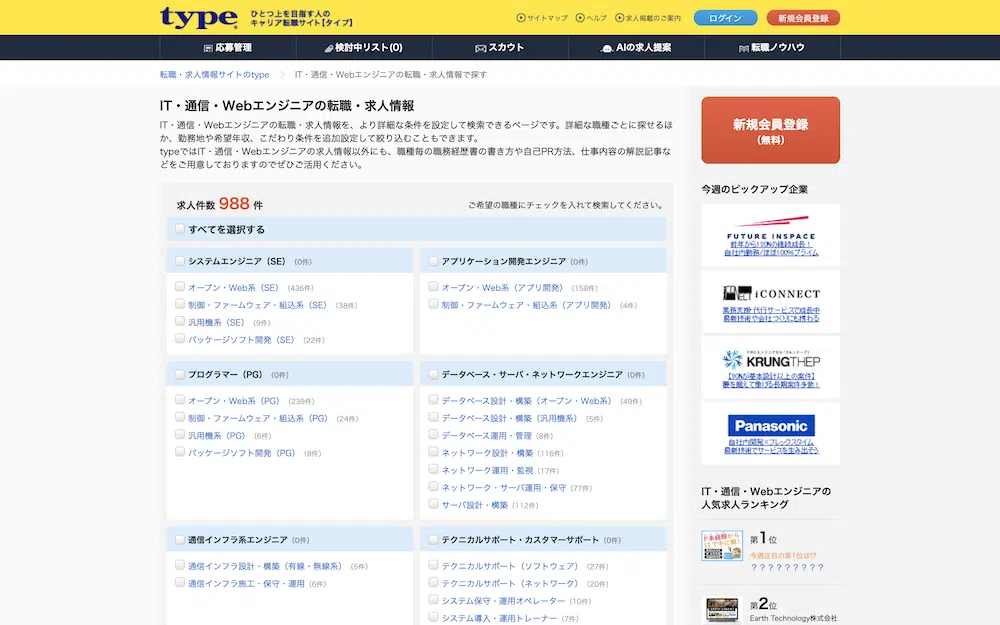 type
ひとつ上を目指す人の
キャリア転職サイト【タイプ】
サイトマップ
ヘルプ
求人掲載のご案内
ログイン
新規会員登録
応募管理
検討中リスト(0)
スカウト
AIの求人提案
転職ノウハウ
転職・求人情報サイトのtype
IT・通信・Webエンジニアの転職・求人情報で探す
IT・通信・Webエンジニアの転職・求人情報
IT・通信・Webエンジニアの転職・求人情報を、より詳細な条件を設定して検索できるページです。詳細な職種ごとに探せるほ
か、勤務地や希望年収、こだわり条件を追加設定して絞り込むこともできます。
typeではIT・通信・Webエンジニアの求人情報以外にも、職種毎の職務経歴書の書き方や自己PR方法、仕事内容の解説記事な
どをご用意しておりますのでぜひご活用ください。
求人件数 988 件
ご希望の職種にチェックを入れて検索してください。
すべてを選択する
システムエンジニア（SE） (0件)
オープン・Web系（SE） (436件)
制御・ファームウェア・組込系（SE） (38件)
汎用機系（SE） (9件)
パッケージソフト開発（SE） (22件)
アプリケーション開発エンジニア (0件)
オープン・Web系（アプリ開発） (158件)
制御・ファームウェア・組込系（アプリ開発） (4件)
プログラマー（PG） (0件)
オープン・Web系（PG） (239件)
制御・ファームウェア・組込系（PG） (24件)
汎用機系（PG） (6件)
パッケージソフト開発（PG） (8件)
データベース・サーバ・ネットワークエンジニア (0件)
データベース設計・構築（オープン・Web系） (49件)
データベース設計・構築（汎用機系） (5件)
データベース運用・管理 (8件)
ネットワーク設計・構築 (116件)
ネットワーク運用・監視 (17件)
ネットワーク・サーバ運用・保守 (77件)
サーバ設計・構築 (112件)
通信インフラ系エンジニア (0件)
通信インフラ設計・構築（有線・無線系） (5件)
通信インフラ施工・保守・運用 (6件)
テクニカルサポート・カスタマーサポート (0件)
テクニカルサポート（ソフトウェア） (27件)
テクニカルサポート（ネットワーク） (20件)
システム保守・運用オペレーター (10件)
システム導入・運用トレーナー (7件)
新規会員登録
（無料）
今週のピックアップ企業
FUTURE INSPACE
前年から120%の継続成長！
自社内勤務/ほぼ100%プライム
iCONNECT
業務支援・代行サービスで成長中
最新技術や会社づくりにも携わる
KRUNGTHEP
【90%が基本設計以上の案件】
腰を据えて働ける長期案件多数！
Panasonic
自社内開発×フレックスタイム
最新技術でサービスを生み出そう
IT・通信・Webエンジニアの
人気求人ランキング
第1位
今週注目の第1位は!?
？？？？？？？？？
第2位
Earth Technology株式会社